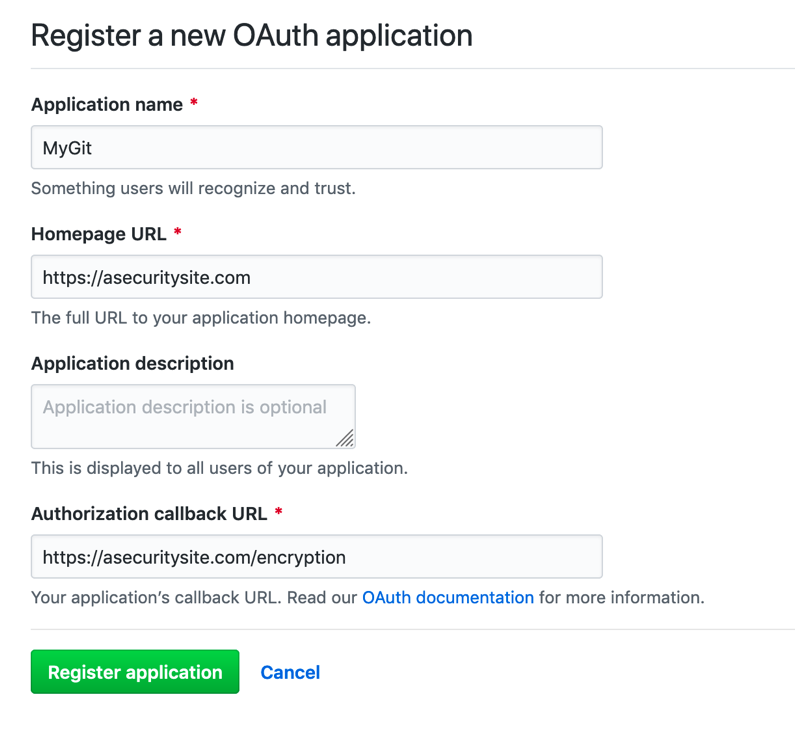 Register a new OAuth application
Application name *
MyGit
Something users will recognize and trust.
Homepage URL *
https://asecuritysite.com
The full URL to your application homepage.
Application description
Application description is optional
This is displayed to all users of your application.
Authorization callback URL *
https://asecuritysite.com/encryption
Your application’s callback URL. Read our OAuth documentation for more information.
Register application Cancel